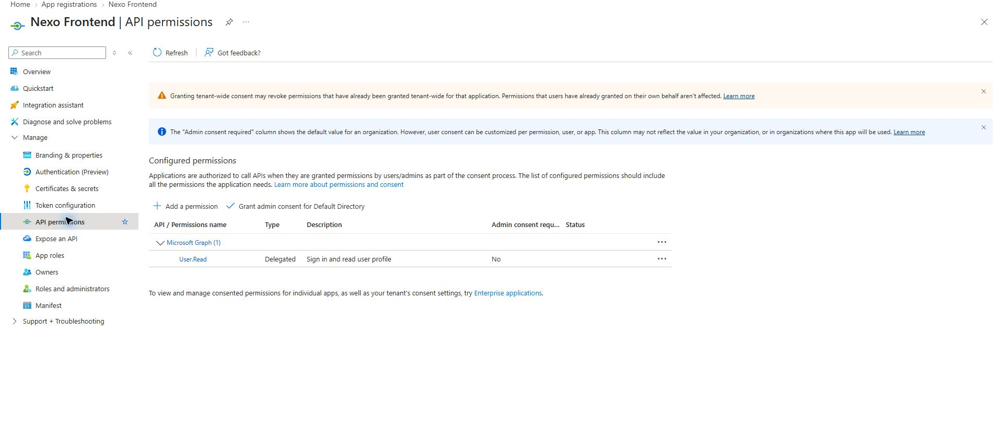 Home > App registrations > Nexo Frontend
Nexo Frontend | API permissions
Search
Refresh
Got feedback?
Overview
Quickstart
Integration assistant
Diagnose and solve problems
Manage
Branding & properties
Authentication (Preview)
Certificates & secrets
Token configuration
API permissions
Expose an API
App roles
Owners
Roles and administrators
Manifest
Support + Troubleshooting
Granting tenant-wide consent may revoke permissions that have already been granted tenant-wide for that application. Permissions that users have already granted on their own behalf aren't affected. Learn more
The "Admin consent required" column shows the default value for an organization. However, user consent can be customized per permission, user, or app. This column may not reflect the value in your organization, or in organizations where this app will be used. Learn more
Configured permissions
Applications are authorized to call APIs when they are granted permissions by users/admins as part of the consent process. The list of configured permissions should include
all the permissions the application needs. Learn more about permissions and consent
Add a permission Grant admin consent for Default Directory
API / Permissions name Type Description Admin consent requ... Status
Microsoft Graph (1)
User.Read Delegated Sign in and read user profile No
To view and manage consented permissions for individual apps, as well as your tenant's consent settings, try Enterprise applications.